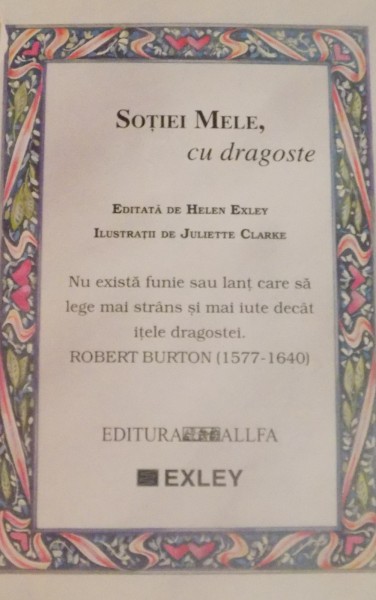 SOȚIEI MELE,
cu dragoste
EDITATĂ DE HELEN EXLEY
ILUSTRAȚII DE JULIETTE CLARKE
Nu există funie sau lanț care să
lege mai strâns și mai iute decât
ițele dragostei.
ROBERT BURTON (1577-1640)
EDITURA ALLFA
EXLEY